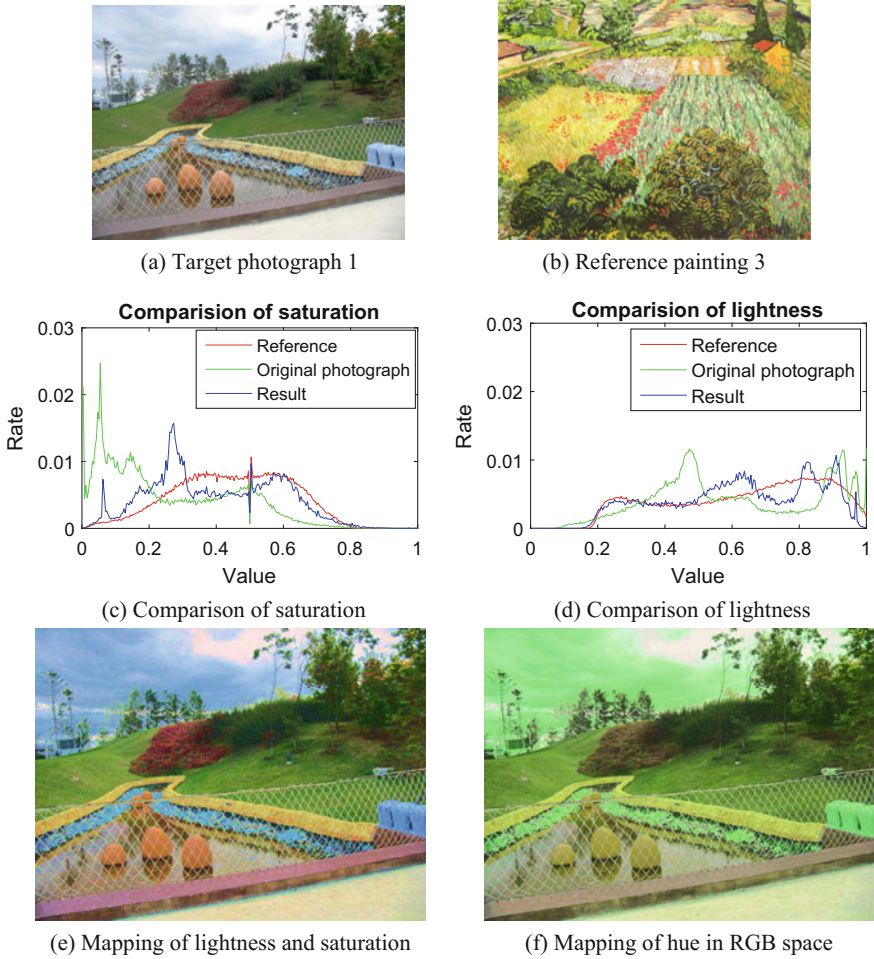 (a) Target photograph 1
(b) Reference painting 3
Comparision of saturation
0.03
0.02
0.01
0
Rate
Reference
Original photograph
Result
0 0.2 0.4 0.6 0.8 1
Value
(c) Comparison of saturation
Comparision of lightness
0.03
0.02
0.01
0
Rate
Reference
Original photograph
Result
0 0.2 0.4 0.6 0.8 1
Value
(d) Comparison of lightness
(e) Mapping of lightness and saturation
(f) Mapping of hue in RGB space